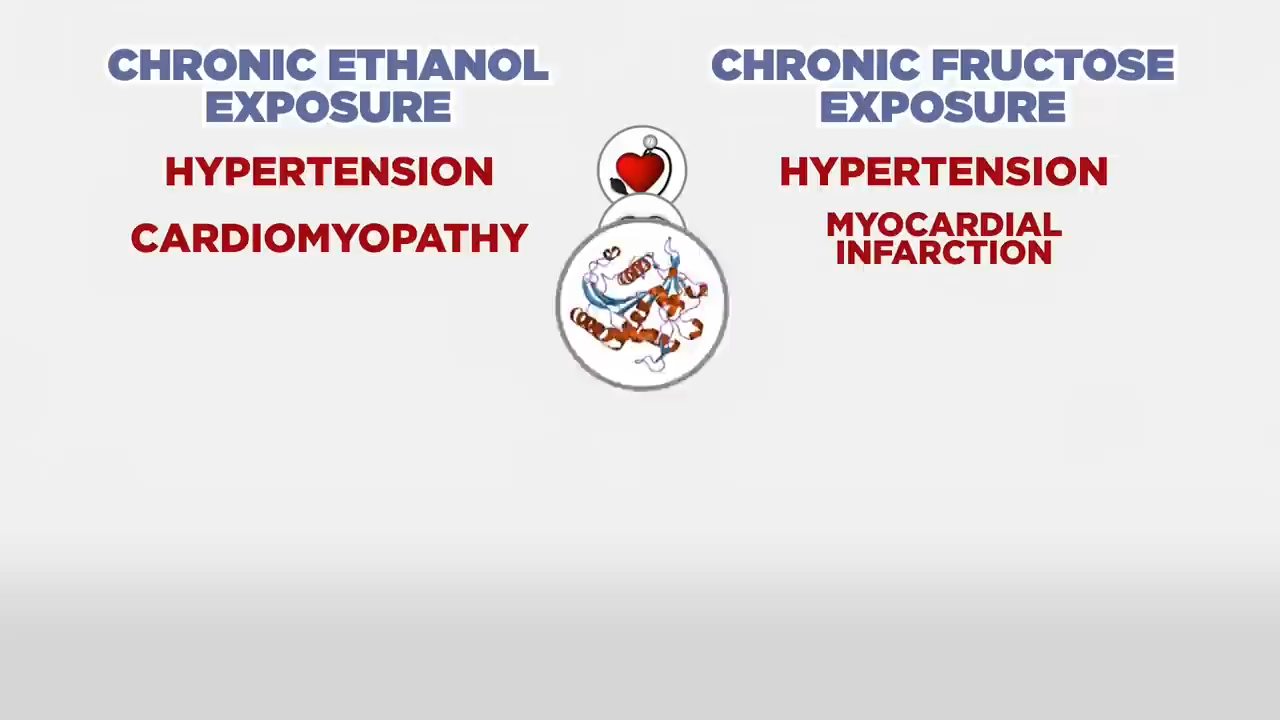 CHRONIC ETHANOL
EXPOSURE
HYPERTENSION
CARDIOMYOPATHY
CHRONIC FRUCTOSE
EXPOSURE
HYPERTENSION
MYOCARDIAL
INFARCTION